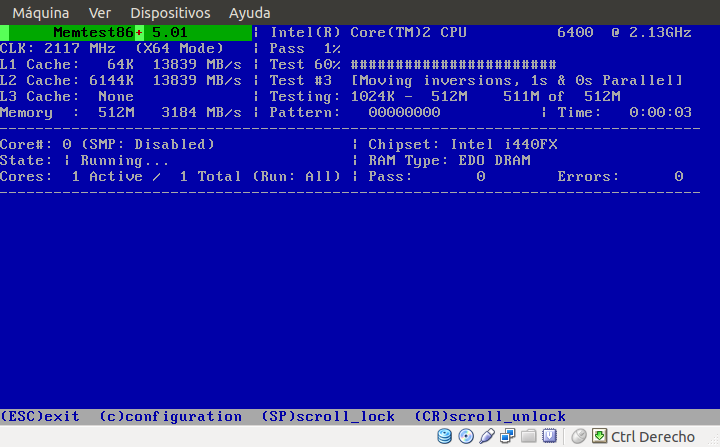 Máquina Ver Dispositivos Ayuda
Memtest86+ 5.01 | Intel(R) Core(TM)2 CPU 6400 @ 2.13GHz
CLK: 2117 MHz (X64 Mode) | Pass 1%
L1 Cache: 64K 13839 MB/s | Test 60% #######################
L2 Cache: 6144K 13839 MB/s | Test #3 [Moving inversions, 1s & 0s Parallel]
L3 Cache: None | Testing: 1024K - 512M 511M of 512M
Memory : 512M 3184 MB/s | Pattern: 00000000 | Time: 0:00:03
Core#: 0 (SMP: Disabled) | Chipset: Intel i440FX
State: | Running... | RAM Type: EDO DRAM
Cores: 1 Active / 1 Total (Run: All) | Pass: 0 Errors: 0
(ESC)exit (c)configuration (SP)scroll_lock (CR)scroll_unlock
Ctrl Derecho